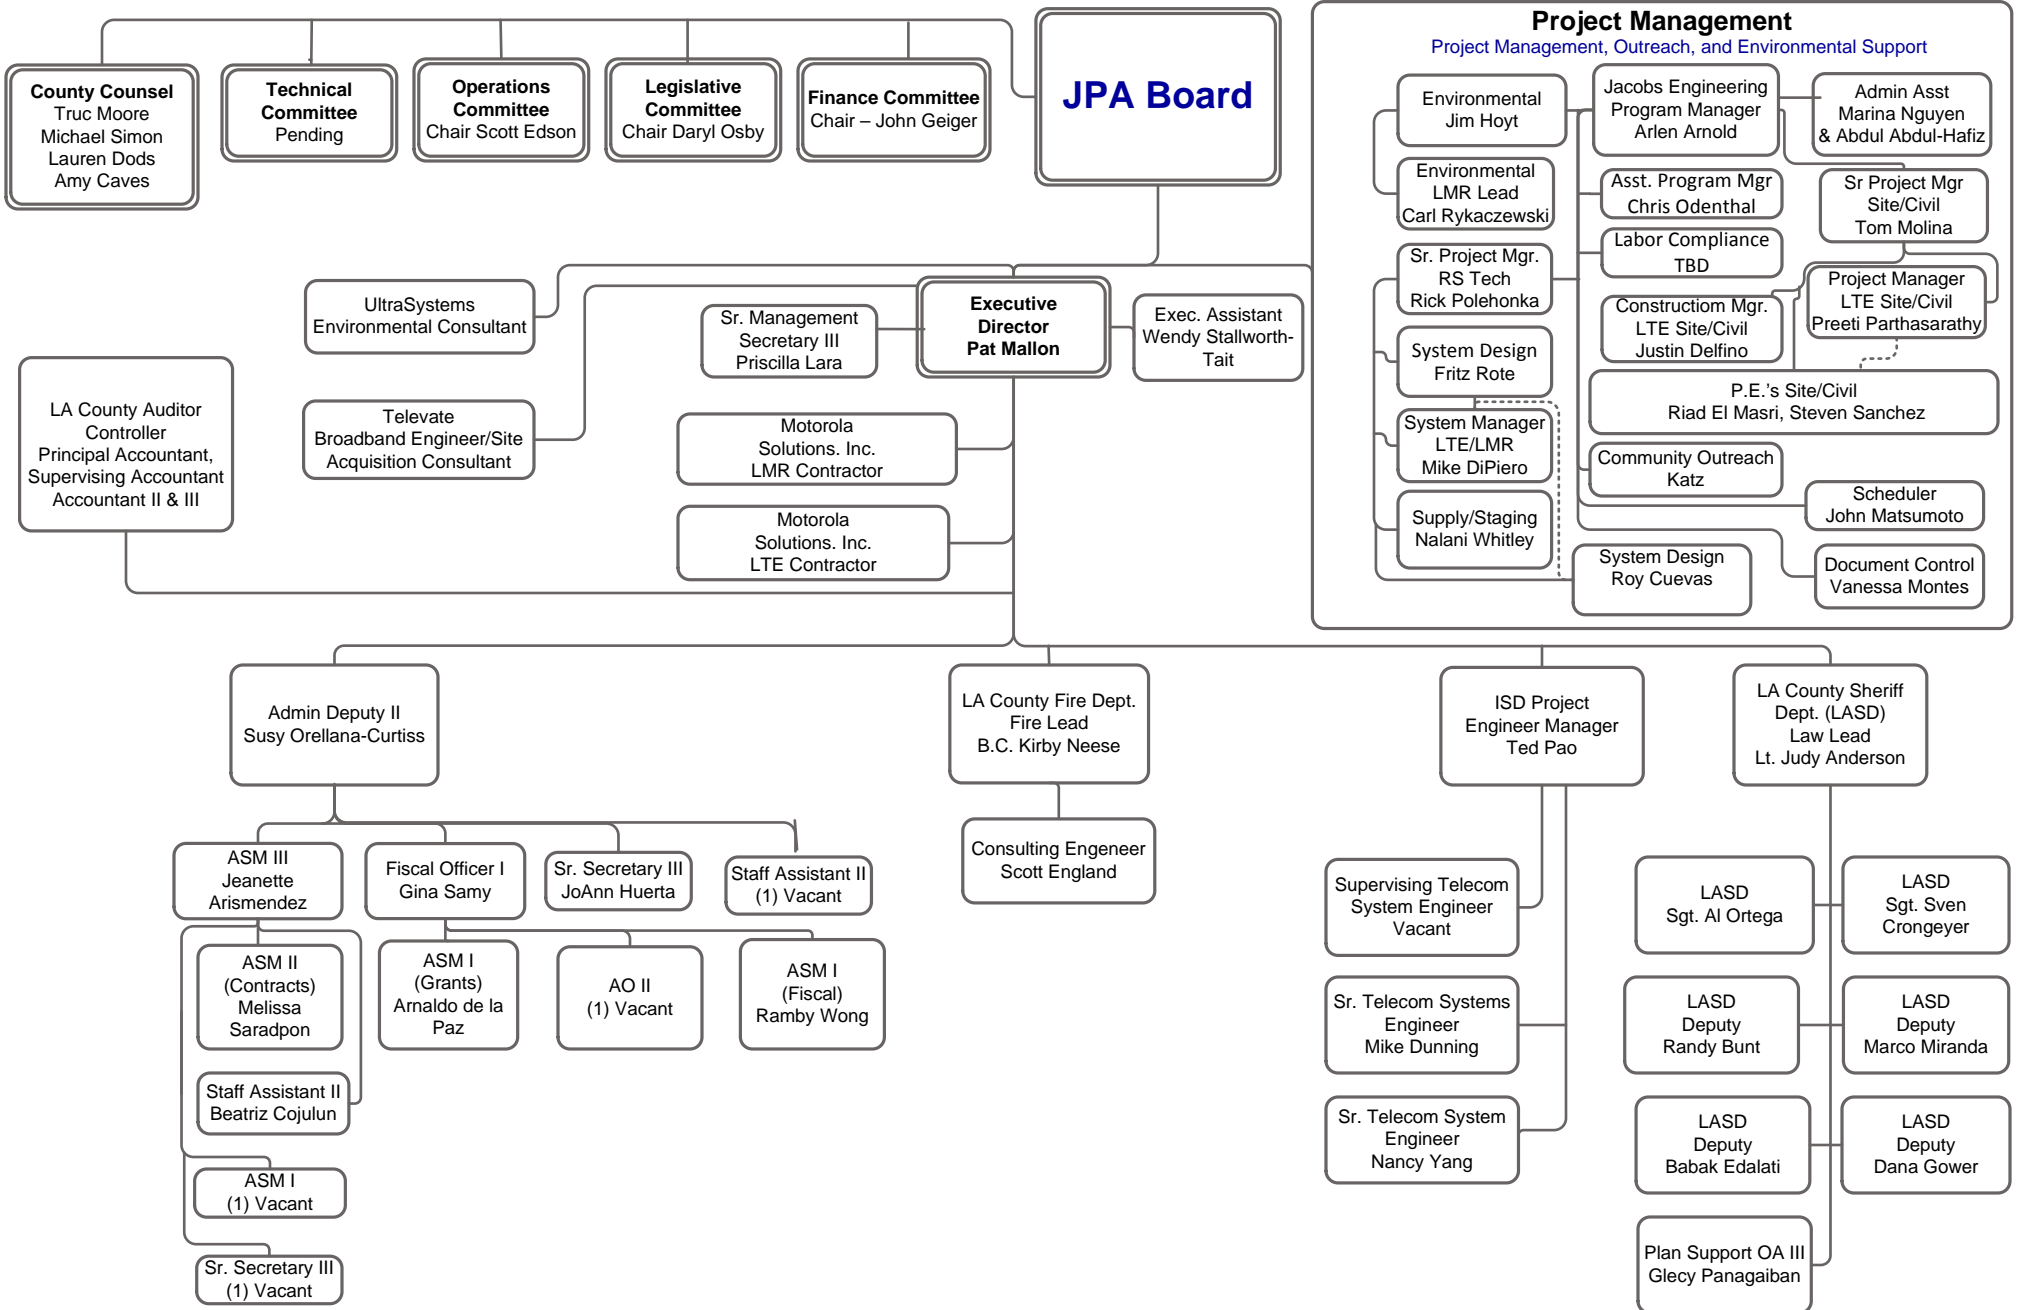 JPA Board
County Counsel
Truc Moore
Michael Simon
Lauren Dods
Amy Caves
Technical
Committee
Pending
Operations
Committee
Chair Scott Edson
Legislative
Committee
Chair Daryl Osby
Finance Committee
Chair – John Geiger
Project Management
Project Management, Outreach, and Environmental Support
Environmental
Jim Hoyt
Jacobs Engineering
Program Manager
Arlen Arnold
Admin Asst
Marina Nguyen
& Abdul Abdul-Hafiz
Environmental
LMR Lead
Carl Rykaczewski
Asst. Program Mgr
Chris Odenthal
Sr Project Mgr
Site/Civil
Tom Molina
Sr. Project Mgr.
RS Tech
Rick Polehonka
Labor Compliance
TBD
Project Manager
LTE Site/Civil
Preeti Parthasarathy
Constructiom Mgr.
LTE Site/Civil
Justin Delfino
System Design
Fritz Rote
P.E.'s Site/Civil
Riad El Masri, Steven Sanchez
System Manager
LTE/LMR
Mike DiPiero
Community Outreach
Katz
Scheduler
John Matsumoto
Supply/Staging
Nalani Whitley
System Design
Roy Cuevas
Document Control
Vanessa Montes
UltraSystems
Environmental Consultant
Sr. Management
Secretary III
Priscilla Lara
Executive
Director
Pat Mallon
Exec. Assistant
Wendy Stallworth-
Tait
LA County Auditor
Controller
Principal Accountant,
Supervising Accountant
Accountant II & III
Televate
Broadband Engineer/Site
Acquisition Consultant
Motorola
Solutions. Inc.
LMR Contractor
Motorola
Solutions. Inc.
LTE Contractor
Admin Deputy II
Susy Orellana-Curtiss
LA County Fire Dept.
Fire Lead
B.C. Kirby Neese
ISD Project
Engineer Manager
Ted Pao
LA County Sheriff
Dept. (LASD)
Law Lead
Lt. Judy Anderson
ASM III
Jeanette
Arismendez
Fiscal Officer I
Gina Samy
Sr. Secretary III
JoAnn Huerta
Staff Assistant II
(1) Vacant
Consulting Engeneer
Scott England
Supervising Telecom
System Engineer
Vacant
LASD
Sgt. Al Ortega
LASD
Sgt. Sven
Crongeyer
ASM II
(Contracts)
Melissa
Saradpon
ASM I
(Grants)
Arnaldo de la
Paz
AO II
(1) Vacant
ASM I
(Fiscal)
Ramby Wong
Sr. Telecom Systems
Engineer
Mike Dunning
LASD
Deputy
Randy Bunt
LASD
Deputy
Marco Miranda
Staff Assistant II
Beatriz Cojulun
Sr. Telecom System
Engineer
Nancy Yang
LASD
Deputy
Babak Edalati
LASD
Deputy
Dana Gower
ASM I
(1) Vacant
Sr. Secretary III
(1) Vacant
Plan Support OA III
Glecy Panagaiban